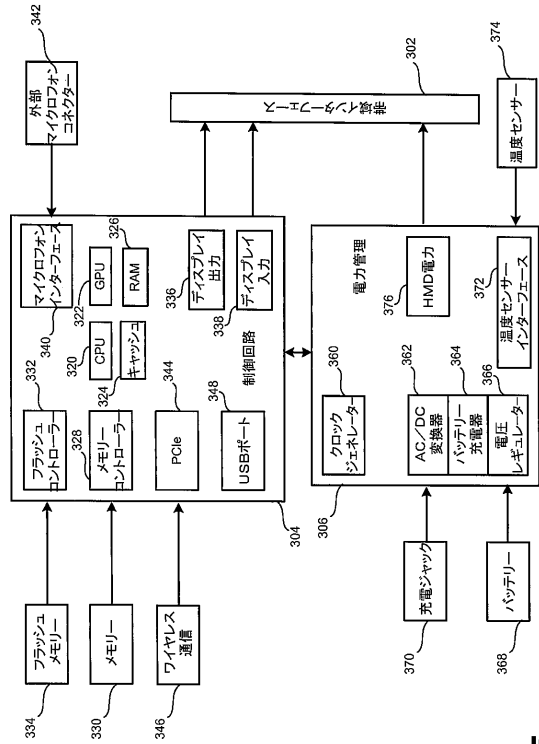 342
外部
マイクロフォン
コネクター
302
帯域インターフェース
374
温度センサー
マイクロフォン
インターフェース
340
322
GPU
326
RAM
320
CPU
324
キャッシュ
336
ディスプレイ
出力
338
ディスプレイ
入力
制御回路
332
フラッシュ
コントローラー
328
メモリー
コントローラー
344
PCIe
348
USBポート
304
334
フラッシュ
メモリー
330
メモリー
346
ワイヤレス
通信
電力管理
376
HMD電力
372
温度センサー
インターフェース
360
クロック
ジェネレーター
362
AC/DC
変換器
364
バッテリー
充電器
366
電圧
レギュレーター
306
370
充電ジャック
368
バッテリー